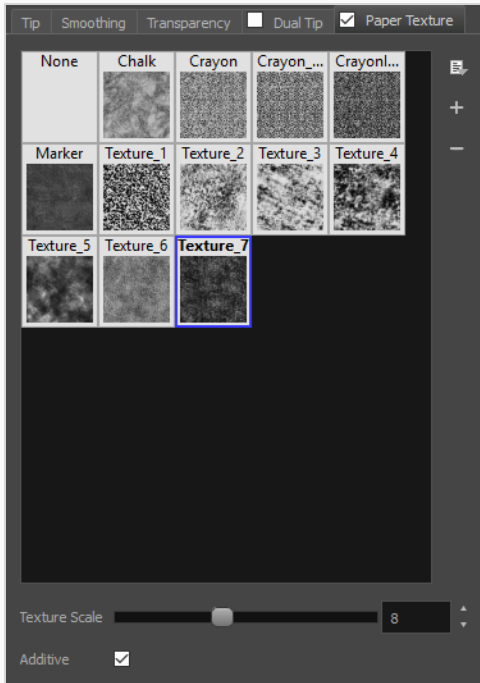 Tip Smoothing Transparency Dual Tip Paper Texture
None Chalk Crayon Crayon_... Crayonl...
Marker Texture_1 Texture_2 Texture_3 Texture_4
Texture_5 Texture_6 Texture_7
Texture Scale 8
Additive